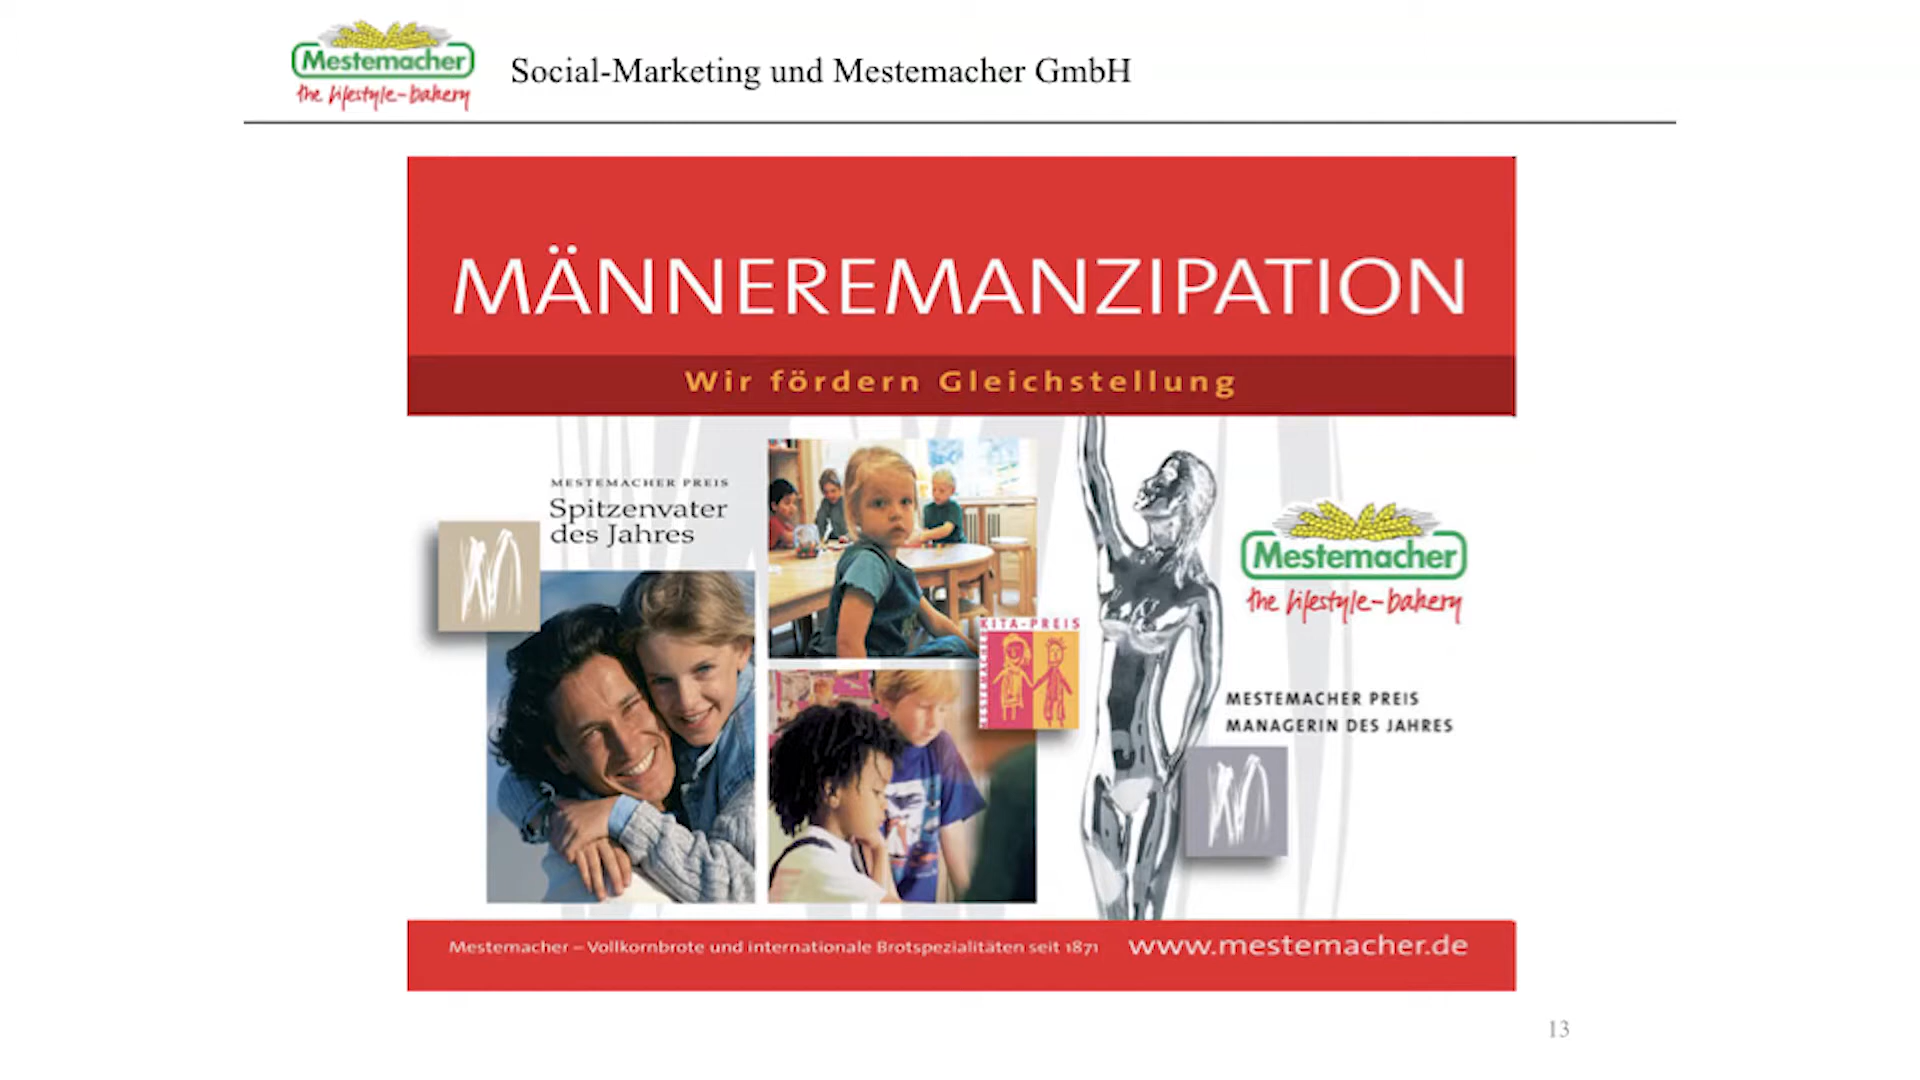 Mestemacher
the lifestyle-bakery
Social-Marketing und Mestemacher GmbH
MÄNNEREMANZIPATION
Wir fördern Gleichstellung
MESTEMACHER PREIS
Spitzenvater
des Jahres
KITA-PREIS
MESTEMACHER
Mestemacher
the lifestyle-bakery
MESTEMACHER PREIS
MANAGERIN DES JAHRES
Mestemacher – Vollkornbrote und internationale Brotspezialitäten seit 1871
www.mestemacher.de
13